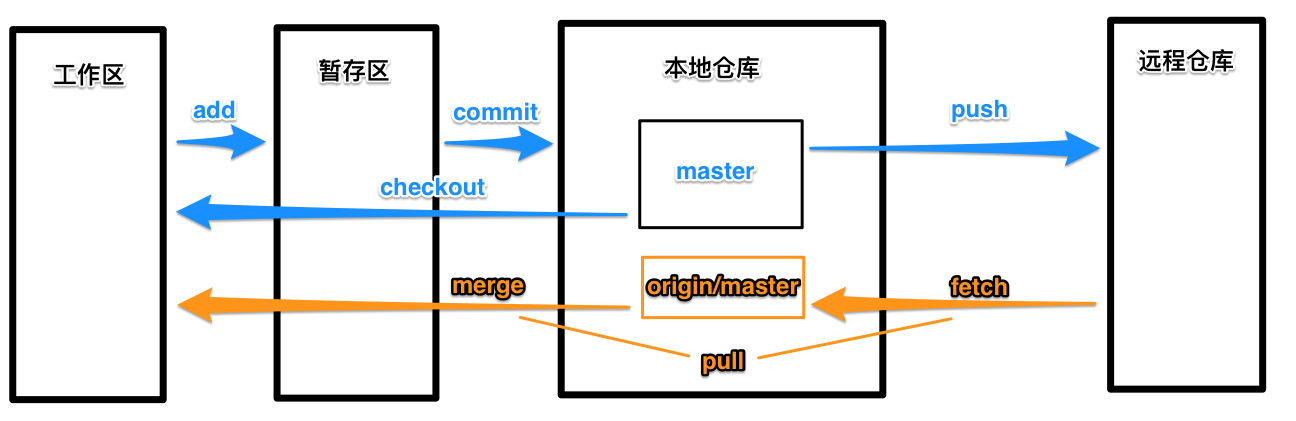 工作区
暂存区
本地仓库
远程仓库
add
commit
push
master
checkout
merge
origin/master
fetch
pull